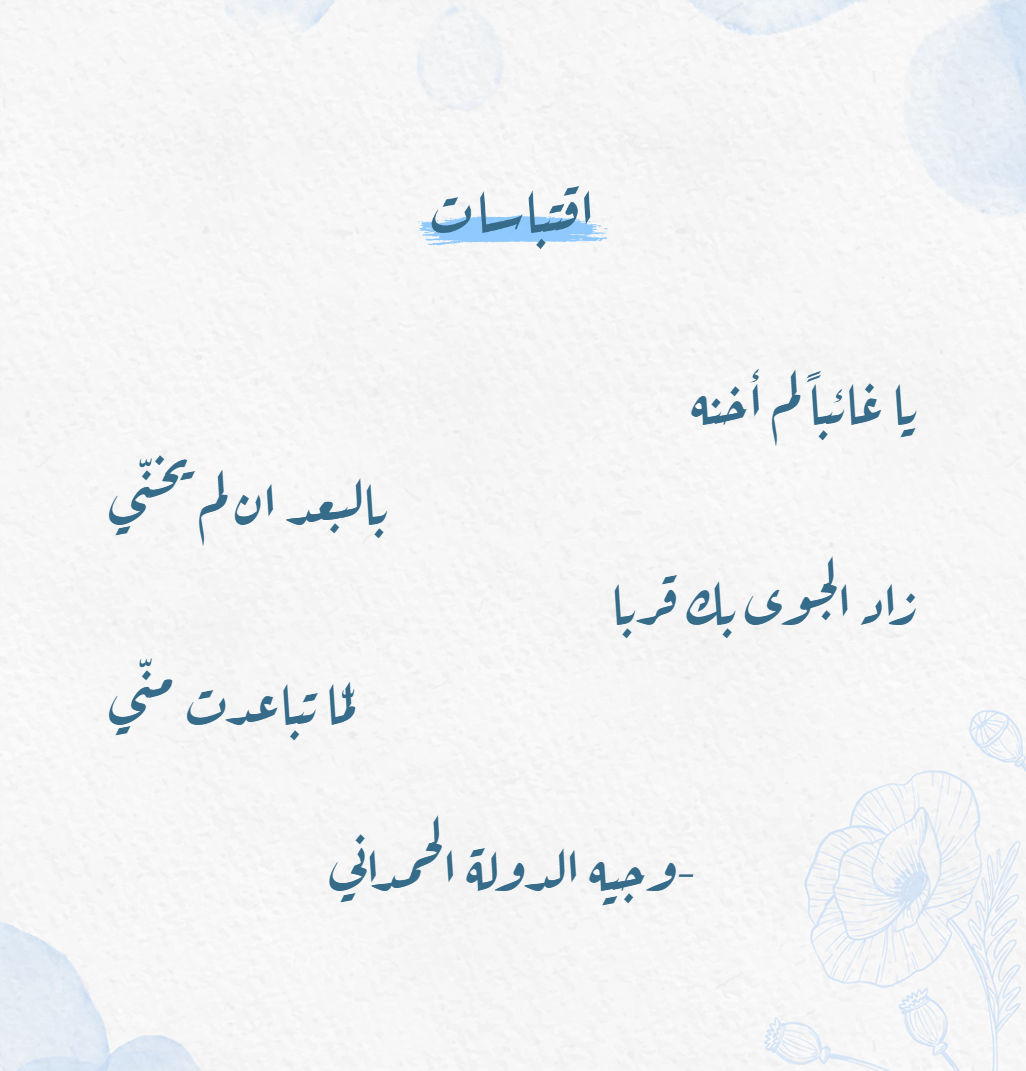 اقتباسات
يا غائباً لم أخنه
بالبعد ان لم يخنّي
زاد الجوى بك قربا
لمّا تباعدت منّي
-وجيه الدولة الحمداني